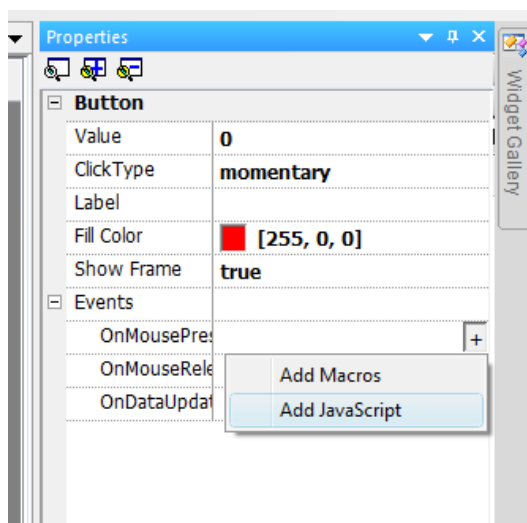 Properties
Button
Value 0
ClickType momentary
Label
Fill Color [255, 0, 0]
Show Frame true
Events
OnMousePres
OnMouseRele
OnDataUpdat
Add Macros
Add JavaScript
Widget Gallery